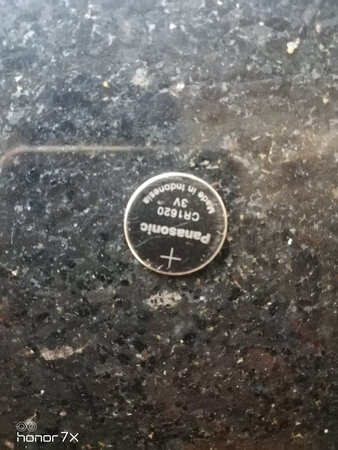 +
Panasonic
CR1620
3V
Made in Indonesia
honor 7X